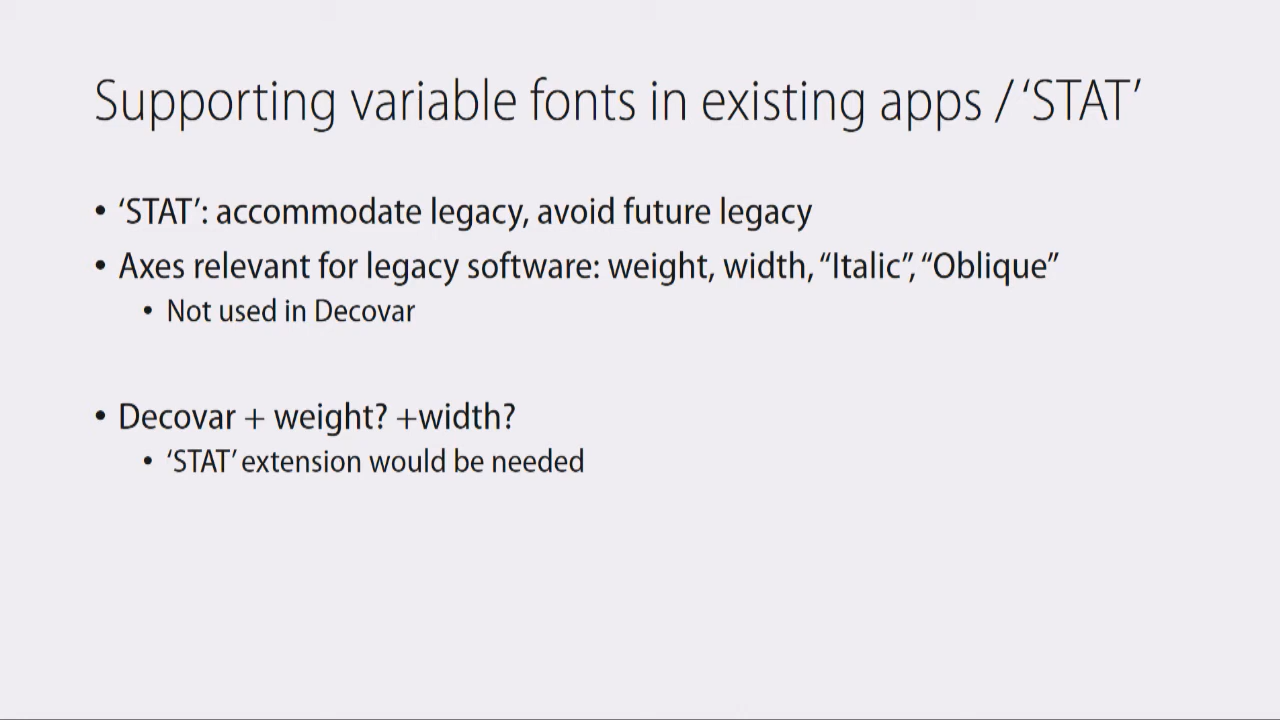 Supporting variable fonts in existing apps / ‘STAT’
• ‘STAT’: accommodate legacy, avoid future legacy
• Axes relevant for legacy software: weight, width, “Italic”, “Oblique”
• Not used in Decovar
• Decovar + weight? +width?
• ‘STAT’ extension would be needed